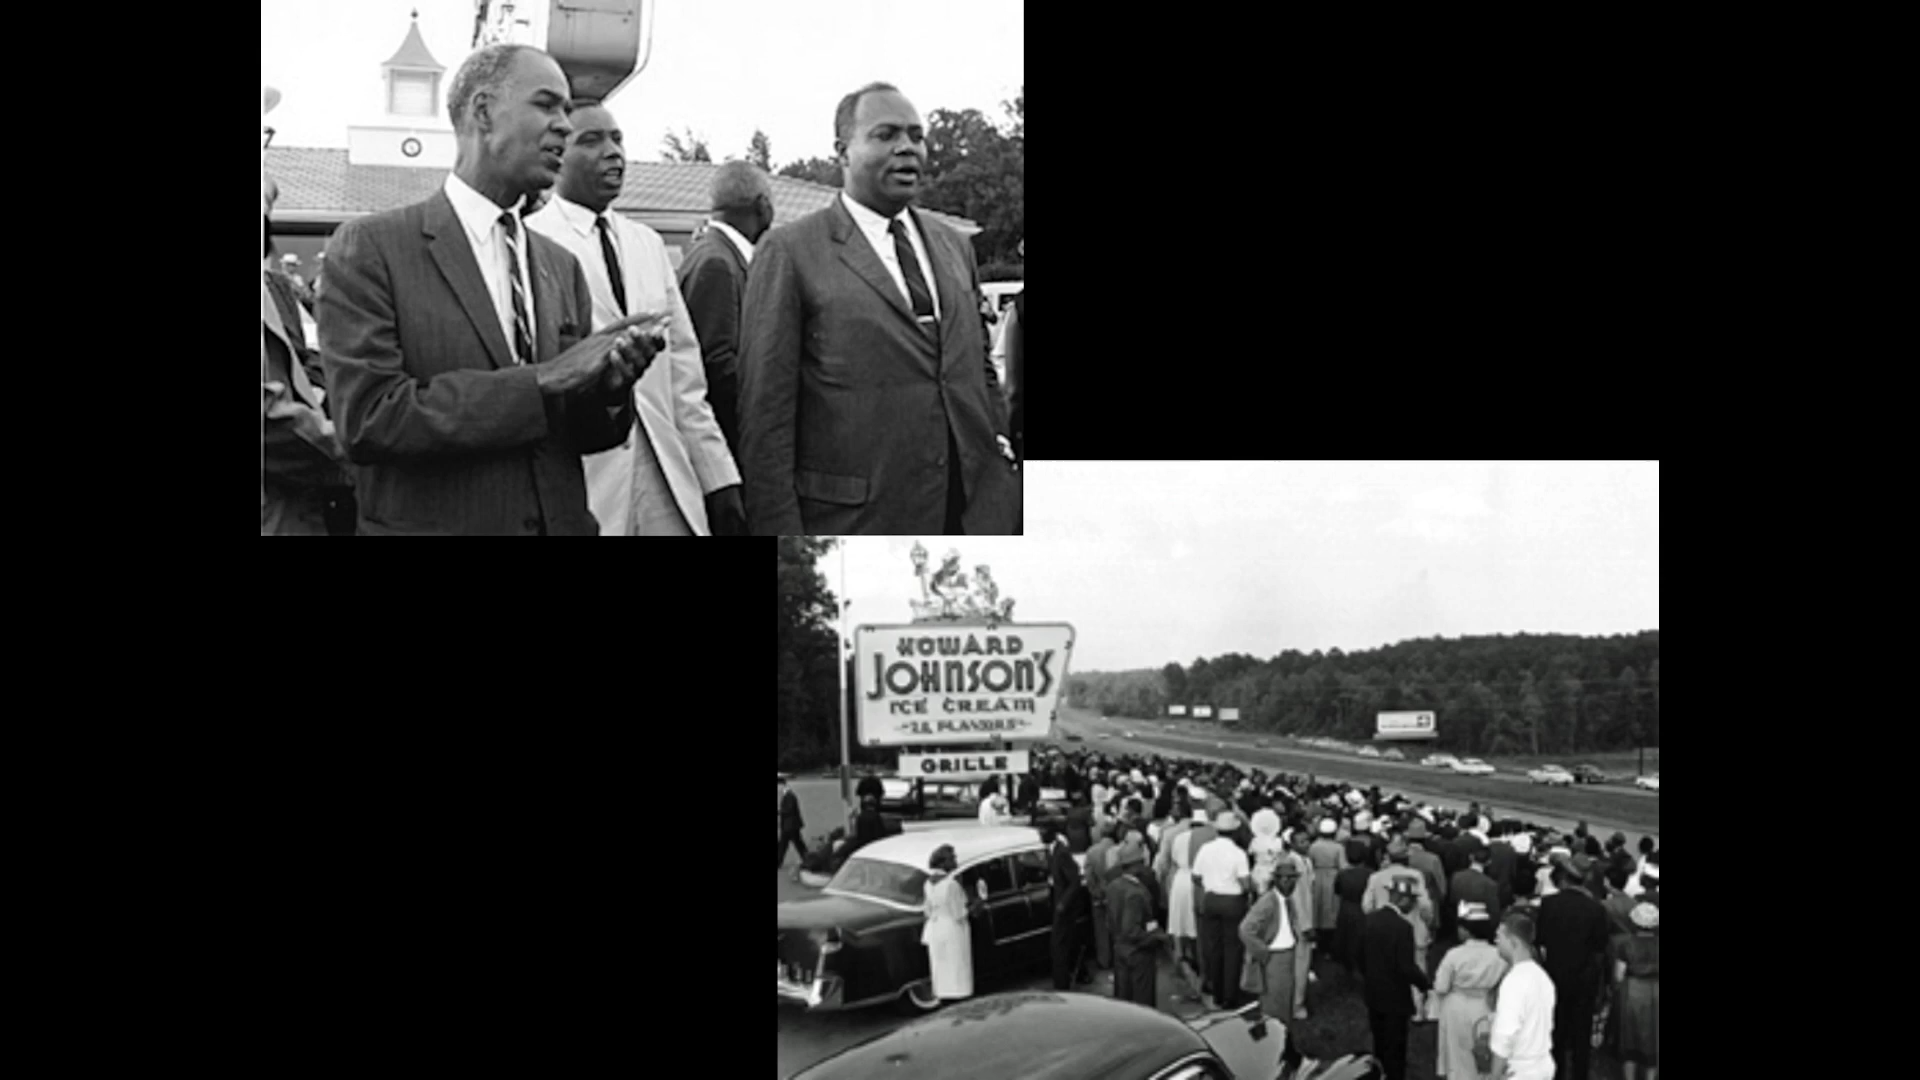 HOWARD
JOHNSON'S
ICE CREAM
-28 FLAVORS-
GRILLE